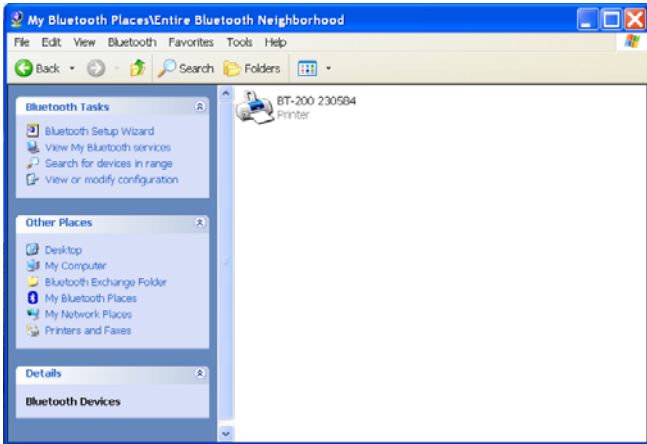 My Bluetooth Places\Entire Bluetooth Neighborhood
File Edit View Bluetooth Favorites Tools Help
Back Search Folders
Bluetooth Tasks
Bluetooth Setup Wizard
View My Bluetooth services
Search for devices in range
View or modify configuration
Other Places
Desktop
My Computer
Bluetooth Exchange Folder
My Bluetooth Places
My Network Places
Printers and Faxes
Details
Bluetooth Devices
BT-200 230584
Printer